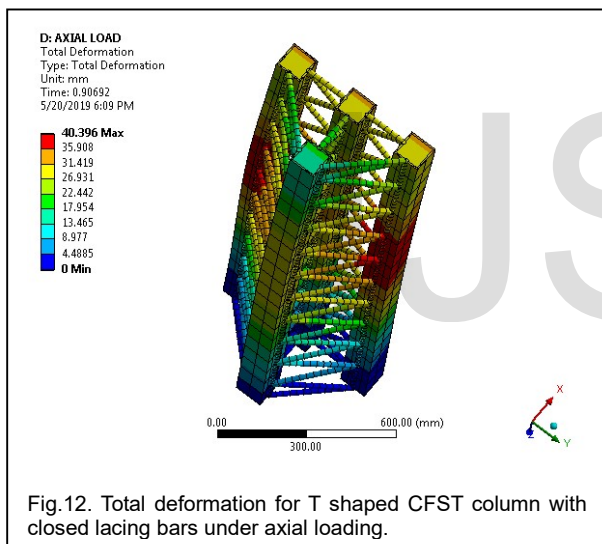 D: AXIAL LOAD
Total Deformation
Type: Total Deformation
Unit: mm
Time: 0.90692
5/20/2019 6:09 PM
40.396 Max
35.908
31.419
26.931
22.442
17.954
13.465
8.977
4.4885
0 Min
JS
X
Z
Y
0.00
600.00 (mm)
300.00
Fig.12. Total deformation for T shaped CFST column with
closed lacing bars under axial loading.